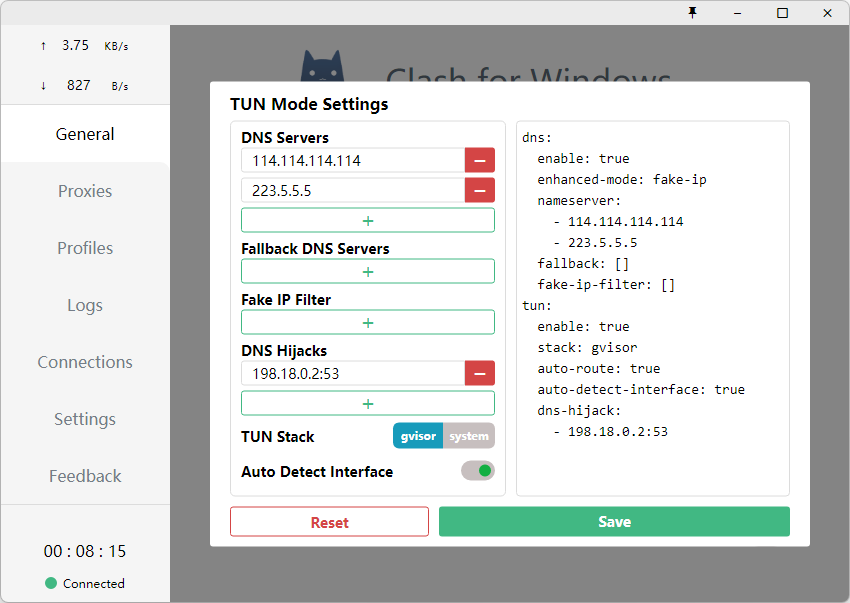 ↑ 3.75 KB/s
↓ 827 B/s
General
Proxies
Profiles
Logs
Connections
Settings
Feedback
00 : 08 : 15
Connected
Clash for Windows
TUN Mode Settings
DNS Servers
114.114.114.114
223.5.5.5
+
Fallback DNS Servers
+
Fake IP Filter
+
DNS Hijacks
198.18.0.2:53
+
TUN Stack gvisor system
Auto Detect Interface
dns:
  enable: true
  enhanced-mode: fake-ip
  nameserver:
    - 114.114.114.114
    - 223.5.5.5
  fallback: []
  fake-ip-filter: []
tun:
  enable: true
  stack: gvisor
  auto-route: true
  auto-detect-interface: true
  dns-hijack:
    - 198.18.0.2:53
Reset
Save